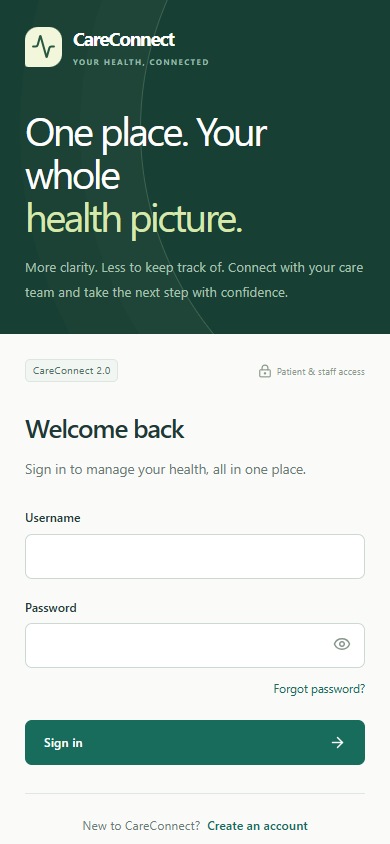 CareConnect
YOUR HEALTH, CONNECTED
One place. Your
whole
health picture.
More clarity. Less to keep track of. Connect with your care
team and take the next step with confidence.
CareConnect 2.0
Patient & staff access
Welcome back
Sign in to manage your health, all in one place.
Username
Password
Forgot password?
Sign in
New to CareConnect? Create an account